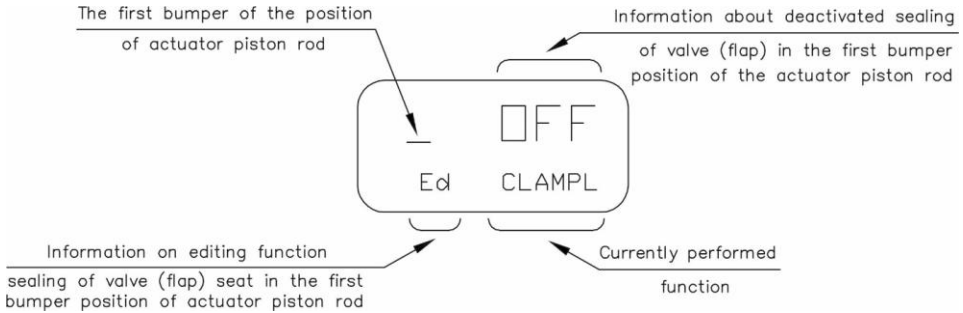 The first bumper of the position
of actuator piston rod
Information about deactivated sealing
of valve (flap) in the first bumper
position of the actuator piston rod
_ OFF
Ed CLAMPL
Information on editing function
sealing of valve (flap) seat in the first
bumper position of actuator piston rod
Currently performed
function